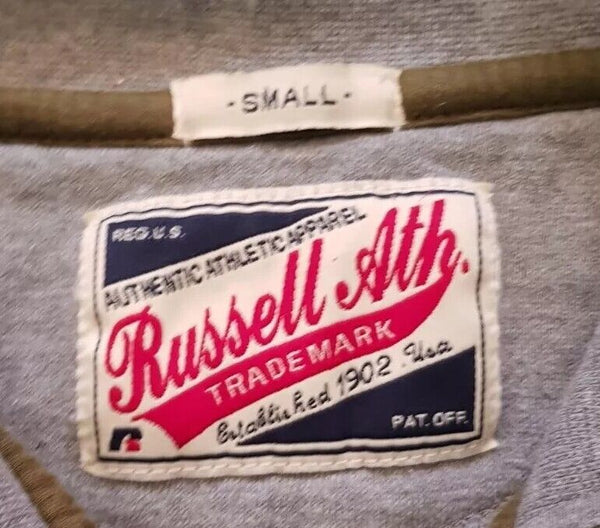 -SMALL-
REG.U.S.
AUTHENTIC ATHLETIC APPAREL
Russell Ath.
TRADEMARK
Established 1902 Usa
PAT. OFF.